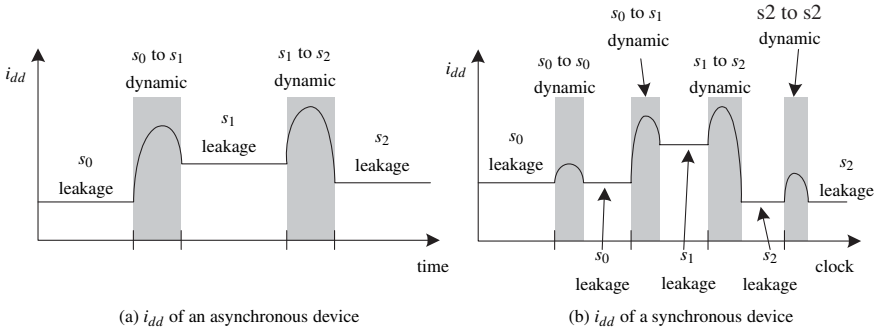 i_dd
s_0 to s_1
dynamic
s_1 to s_2
dynamic
s_0
leakage
s_1
leakage
s_2
leakage
time
(a) i_dd of an asynchronous device
i_dd
s_0 to s_1
dynamic
s2 to s2
dynamic
s_0 to s_0
dynamic
s_1 to s_2
dynamic
s_0
leakage
s_2
leakage
s_0
leakage
s_1
leakage
s_2
leakage
clock
(b) i_dd of a synchronous device